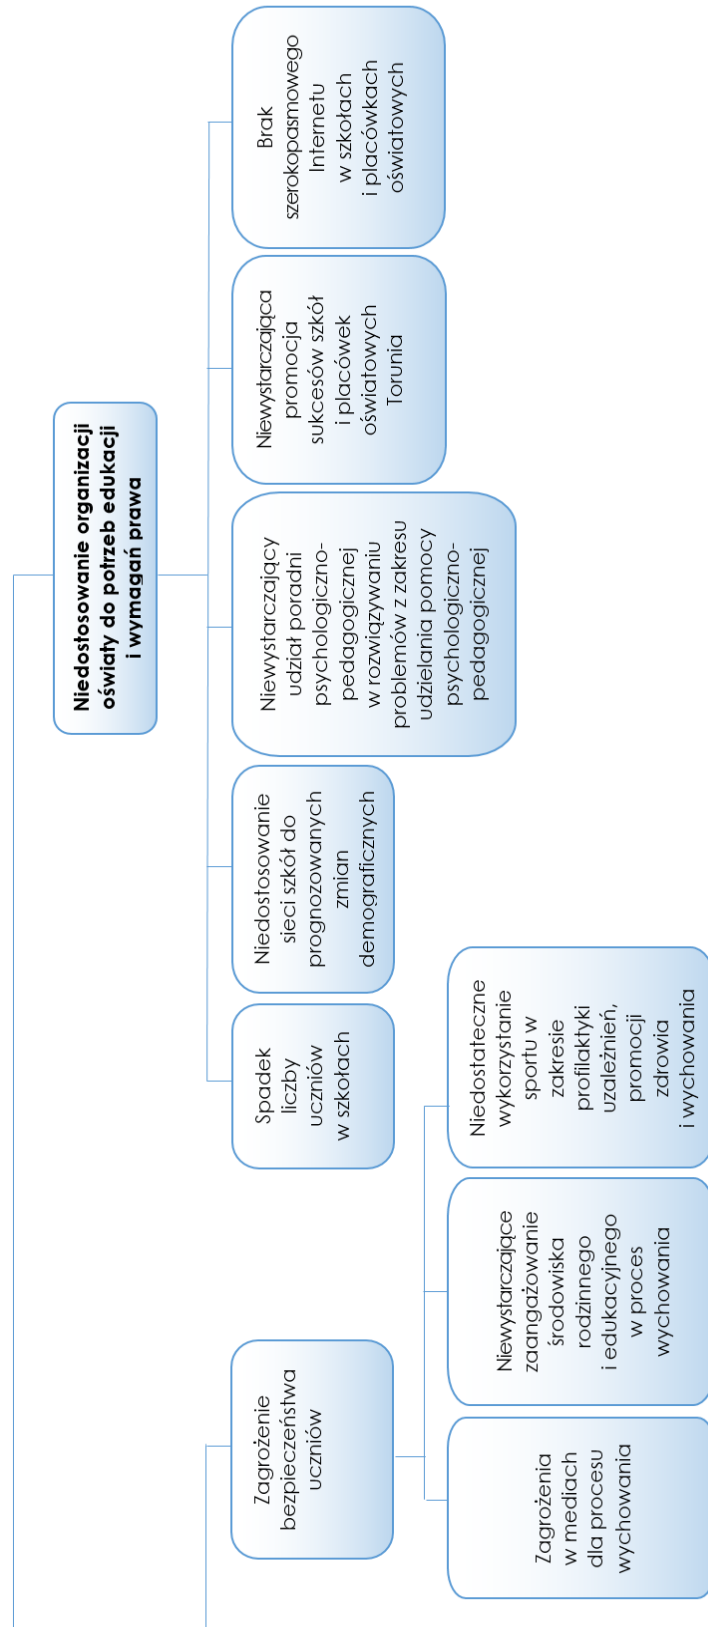 Niedostosowanie organizacji
oświaty do potrzeb edukacji
i wymagań prawa
Zagrożenie
bezpieczeństwa
uczniów
Spadek
liczby
uczniów
w szkołach
Niedostosowanie
sieci szkół do
prognozowanych
zmian
demograficznych
Niewystarczający
udział poradni
psychologiczno-
pedagogicznej
w rozwiązywaniu
problemów z zakresu
udzielania pomocy
psychologiczno-
pedagogicznej
Niewystarczająca
promocja
sukcesów szkół
i placówek
oświatowych
Torunia
Brak
szerokopasmowego
Internetu
w szkołach
i placówkach
oświatowych
Zagrożenia
w mediach
dla procesu
wychowania
Niewystarczające
zaangażowanie
środowiska
rodzinnego
i edukacyjnego
w proces
wychowania
Niedostateczne
wykorzystanie
sportu w
zakresie
profilaktyki
uzależnień,
promocji
zdrowia
i wychowania